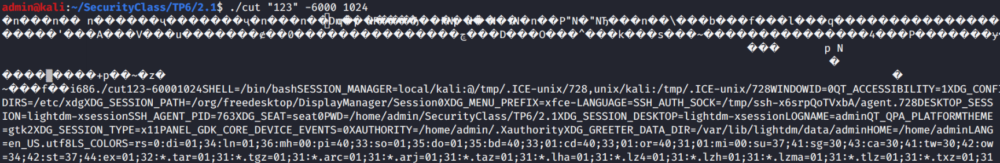 admin@kali:~/SecurityClass/TP6/2.1$ ./cut "123" -6000 1024
�n���n�� n������ҷ�������ҷ�n���n��
�n��P"N�"NЂ���n��\���b���f���l���q���������������
�����'���A���V���u��������ȼ��0����������������ڿ���D���O���^���k���s���~����������������4���P�������
��� p N
�
���������+p��~�z� �
~���f��i686./cut123-60001024SHELL=/bin/bashSESSION_MANAGER=local/kali:@/tmp/.ICE-unix/728,unix/kali:/tmp/.ICE-unix/728WINDOWID=0QT_ACCESSIBILITY=1XDG_CONFI
DIRS=/etc/xdgXDG_SESSION_PATH=/org/freedesktop/DisplayManager/Session0XDG_MENU_PREFIX=xfce-LANGUAGE=SSH_AUTH_SOCK=/tmp/ssh-x6srpQoTVxbA/agent.728DESKTOP_SESS
ION=lightdm-xsessionSSH_AGENT_PID=763XDG_SEAT=seat0PWD=/home/admin/SecurityClass/TP6/2.1XDG_SESSION_DESKTOP=lightdm-xsessionLOGNAME=adminQT_QPA_PLATFORMTHEME
=gtk2XDG_SESSION_TYPE=x11PANEL_GDK_CORE_DEVICE_EVENTS=0XAUTHORITY=/home/admin/.XauthorityXDG_GREETER_DATA_DIR=/var/lib/lightdm/data/adminHOME=/home/adminLANG
=en_US.utf8LS_COLORS=rs=0:di=01;34:ln=01;36:mh=00:pi=40;33:so=01;35:do=01;35:bd=40;33;01:cd=40;33;01:or=40;31;01:mi=00:su=37;41:sg=30;43:ca=30;41:tw=30;42:ow
=34;42:st=37;44:ex=01;32:*.tar=01;31:*.tgz=01;31:*.arc=01;31:*.arj=01;31:*.taz=01;31:*.lha=01;31:*.lz4=01;31:*.lzh=01;31:*.lzma=01;31:*.tlz=01;31:*.txz=01;31